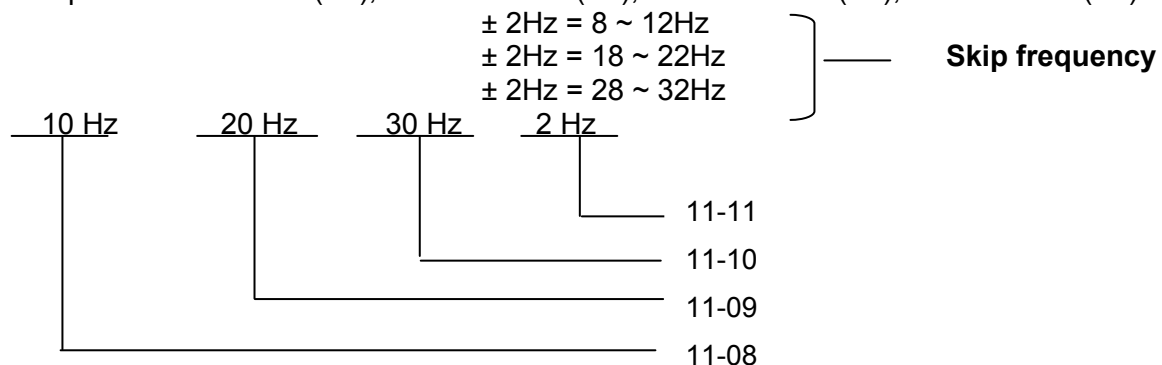 ± 2Hz = 8 ~ 12Hz
± 2Hz = 18 ~ 22Hz Skip frequency
± 2Hz = 28 ~ 32Hz
10 Hz 20 Hz 30 Hz 2 Hz
11-11
11-10
11-09
11-08